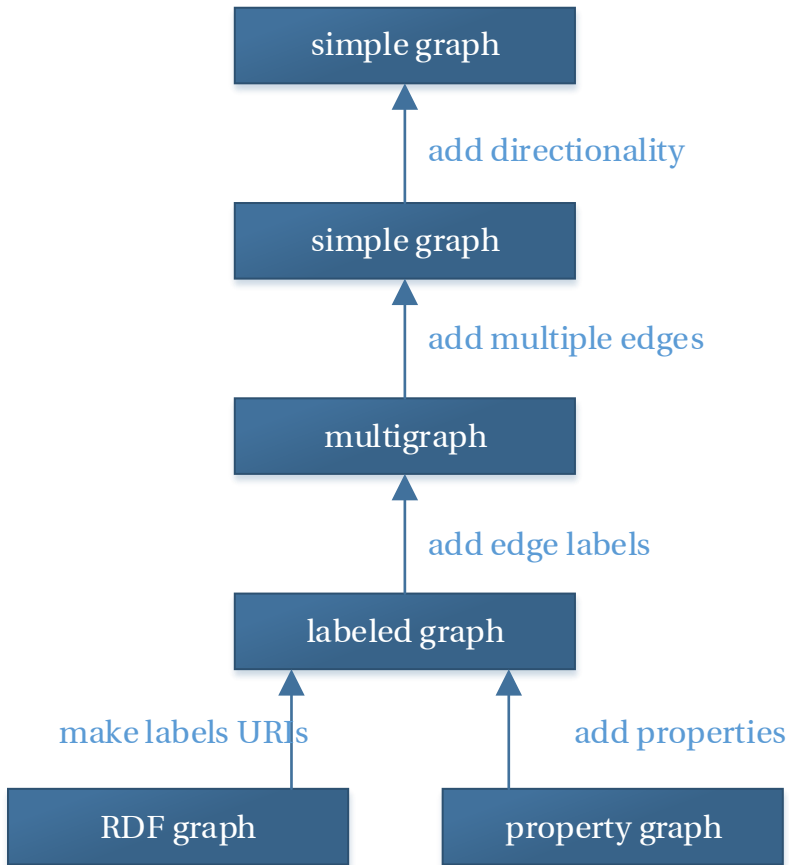 simple graph
add directionality
simple graph
add multiple edges
multigraph
add edge labels
labeled graph
make labels URIs
add properties
RDF graph
property graph